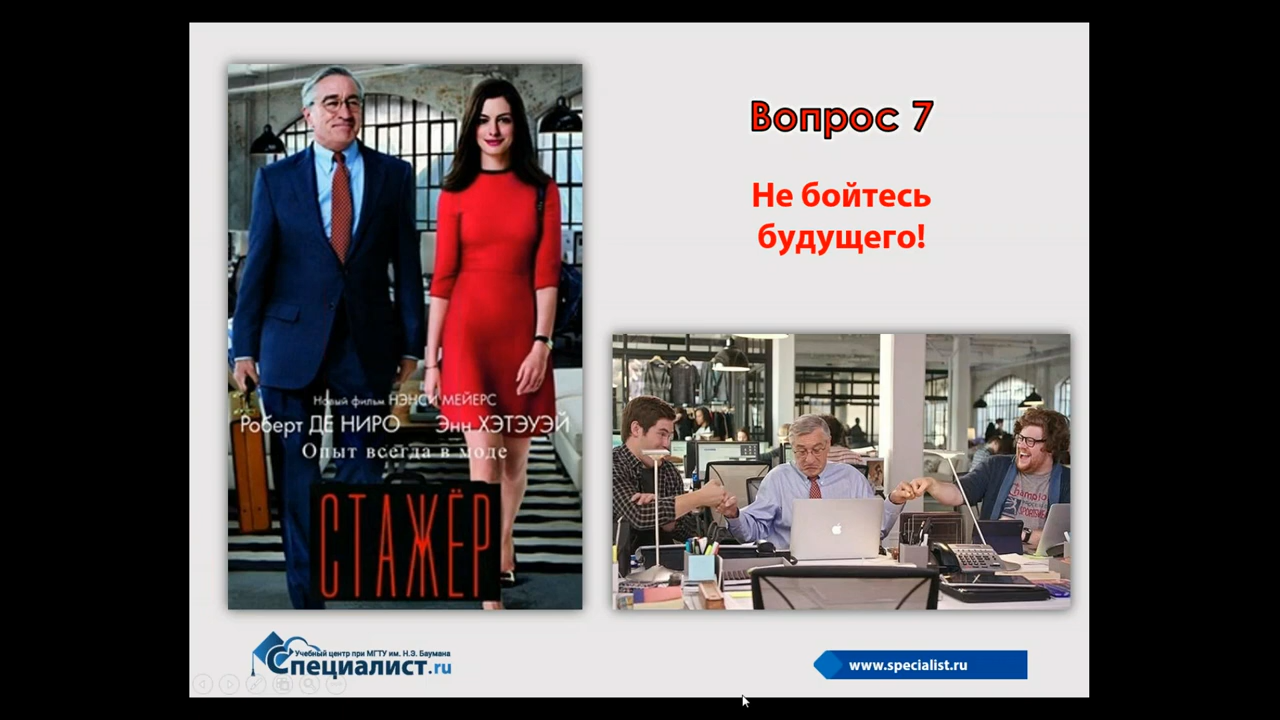 Вопрос 7
Не бойтесь
будущего!
Новый фильм НЭНСИ МЕЙЕРС
Роберт ДЕ НИРО Энн ХЭТЭУЭЙ
Опыт всегда в моде
СТАЖЁР
Учебный центр при МГТУ им. Н.Э. Баумана
Специалист.ru
www.specialist.ru